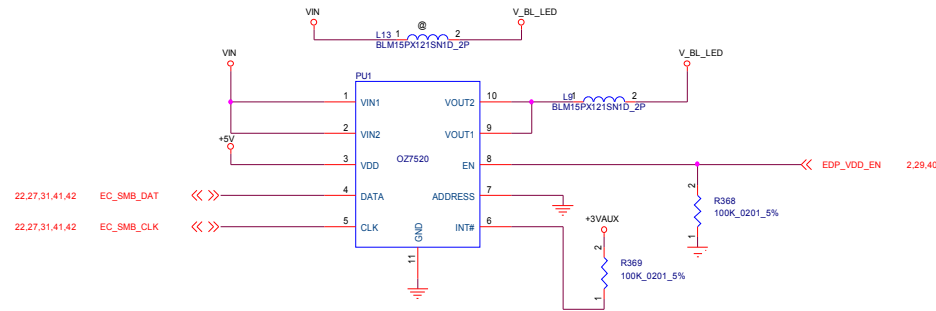 VIN
V_BL_LED
@
L13 1 2
BLM15PX121SN1D_2P
VIN
V_BL_LED
PU1
L9 1 2
BLM15PX121SN1D_2P
1 VIN1 VOUT2 10
2 VIN2 VOUT1 9
+5V
3 VDD OZ7520 EN 8
EDP_VDD_EN 2,29,40
22,27,31,41,42 EC_SMB_DAT
4 DATA ADDRESS 7
2
R368
100K_0201_5%
1
22,27,31,41,42 EC_SMB_CLK
5 CLK INT# 6
GND
11
+3VAUX
2
R369
100K_0201_5%
1